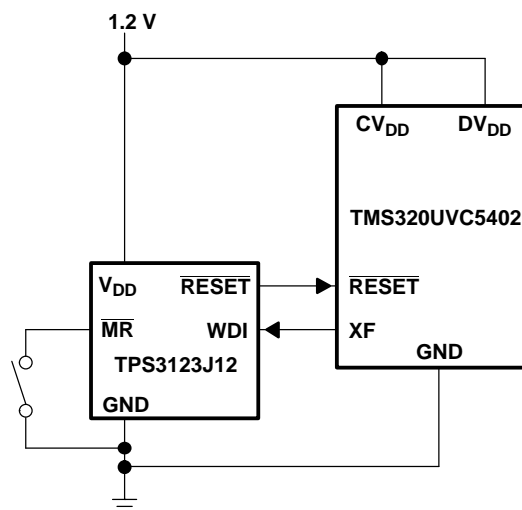 1.2 V
CVDD DVDD
TMS320UVC5402
VDD RESET
RESET
MR WDI
XF
TPS3123J12
GND
GND